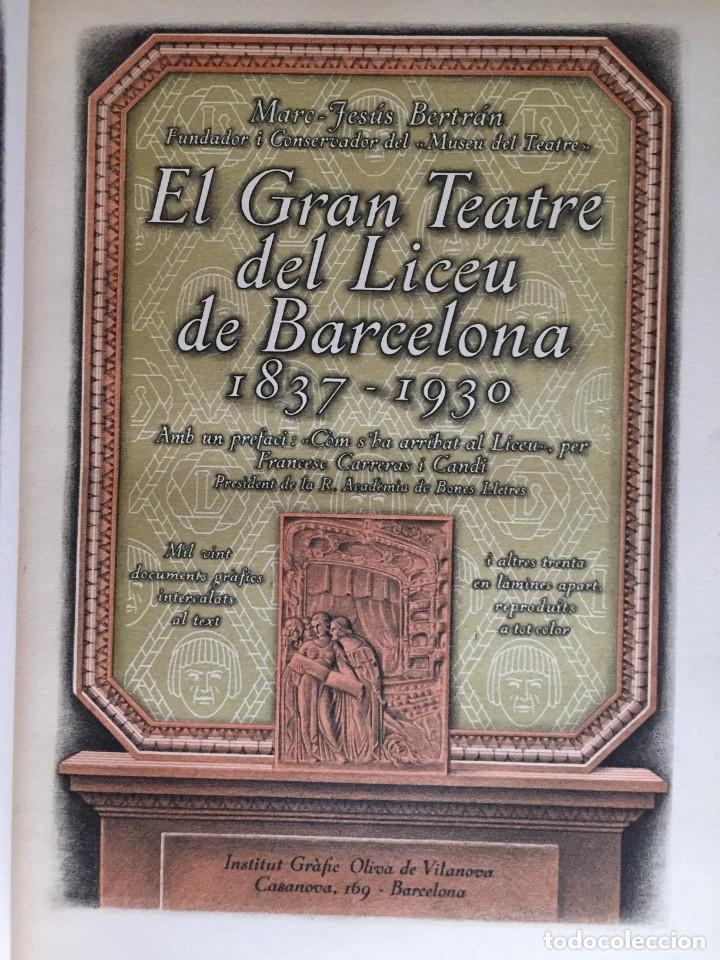 Marc-Jesús Bertrán
Fundador i Conservador del «Museu del Teatre»
El Gran Teatre
del Liceu
de Barcelona
1837 - 1930
Amb un prefaci: «Còm s'ha arribat al Liceu», per
Francesc Carreras i Candi
President de la R. Academia de Bones Lletres
Mil vint
documents gràfics
intercalats
al text
i altres trenta
en làmines apart,
reproduits
a tot color
Institut Gràfic Oliva de Vilanova
Casanova, 169 - Barcelona
todocoleccion